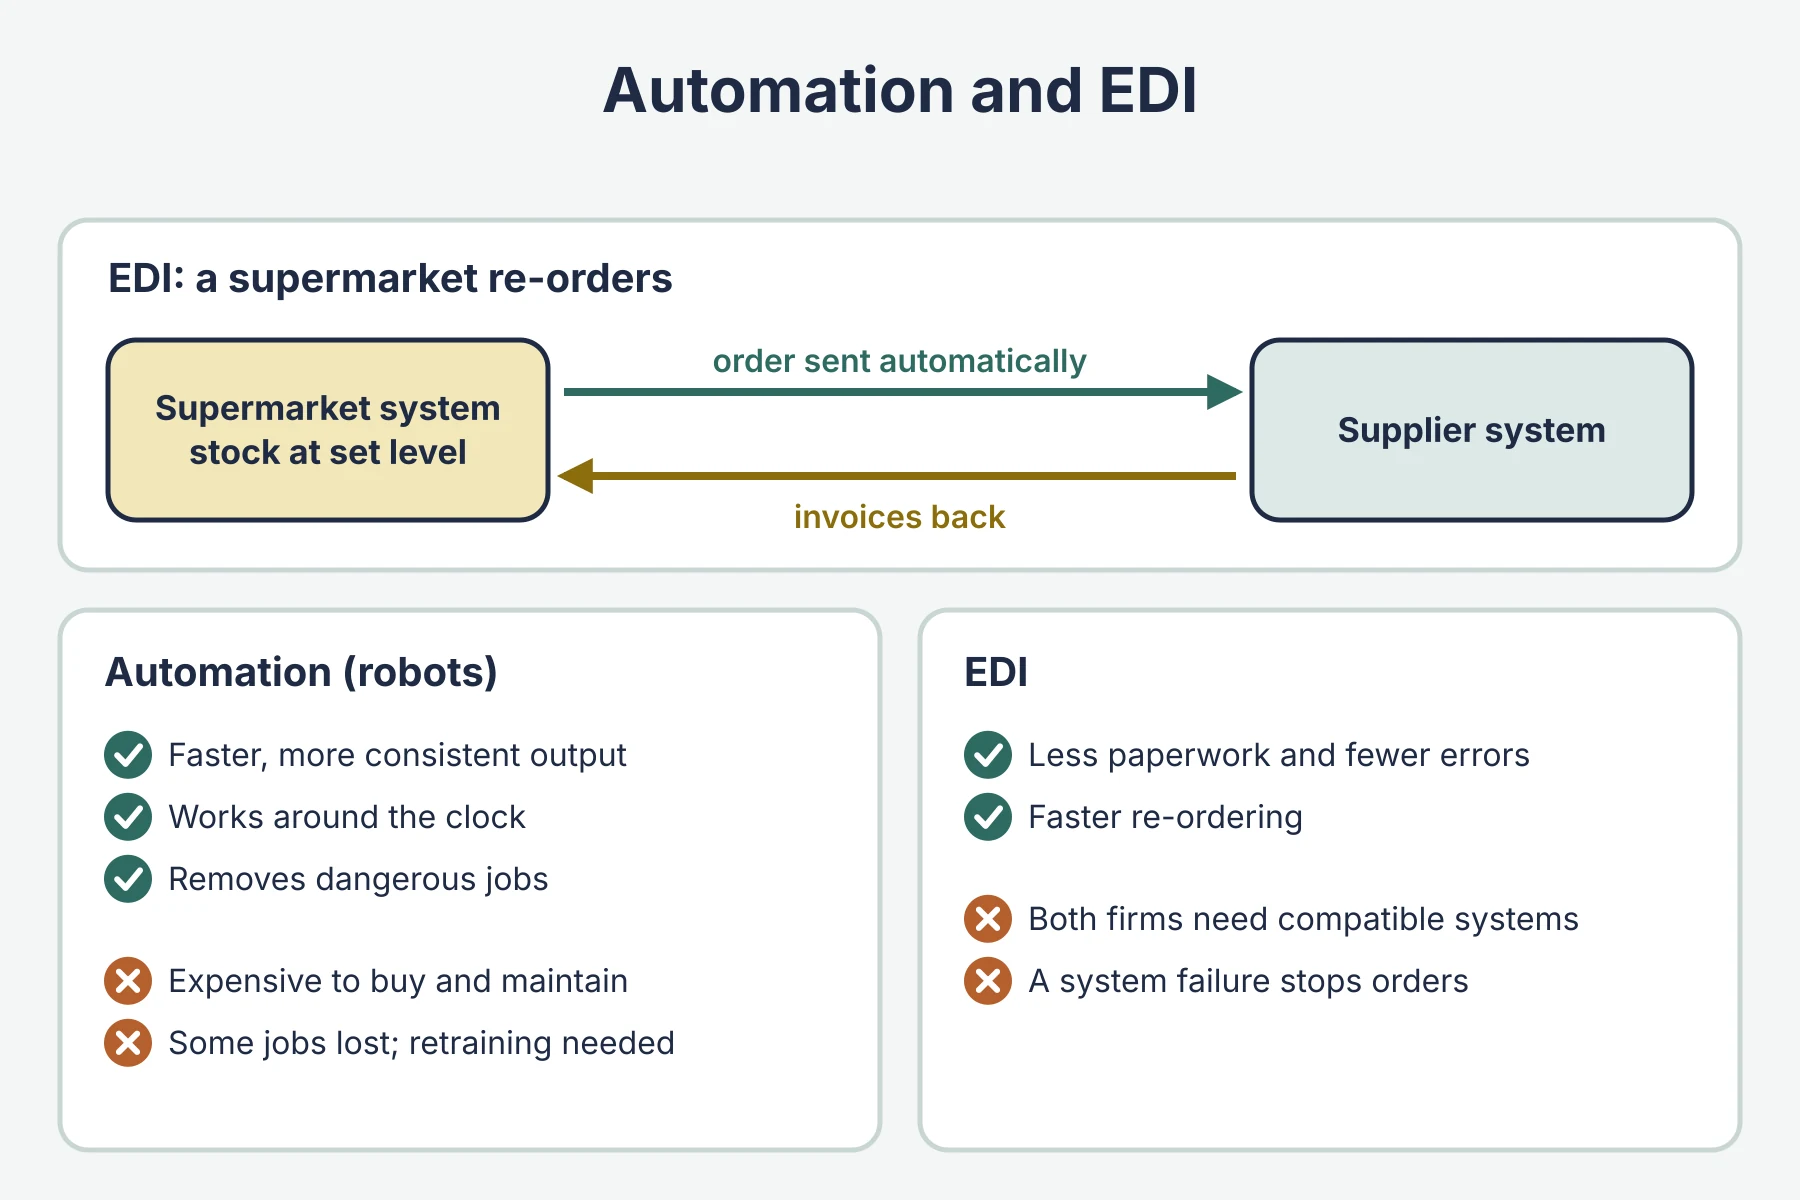 Automation and EDI
EDI: a supermarket re-orders
Supermarket system
stock at set level
order sent automatically
invoices back
Supplier system
Automation (robots)
Faster, more consistent output
Works around the clock
Removes dangerous jobs
Expensive to buy and maintain
Some jobs lost; retraining needed
EDI
Less paperwork and fewer errors
Faster re-ordering
Both firms need compatible systems
A system failure stops orders